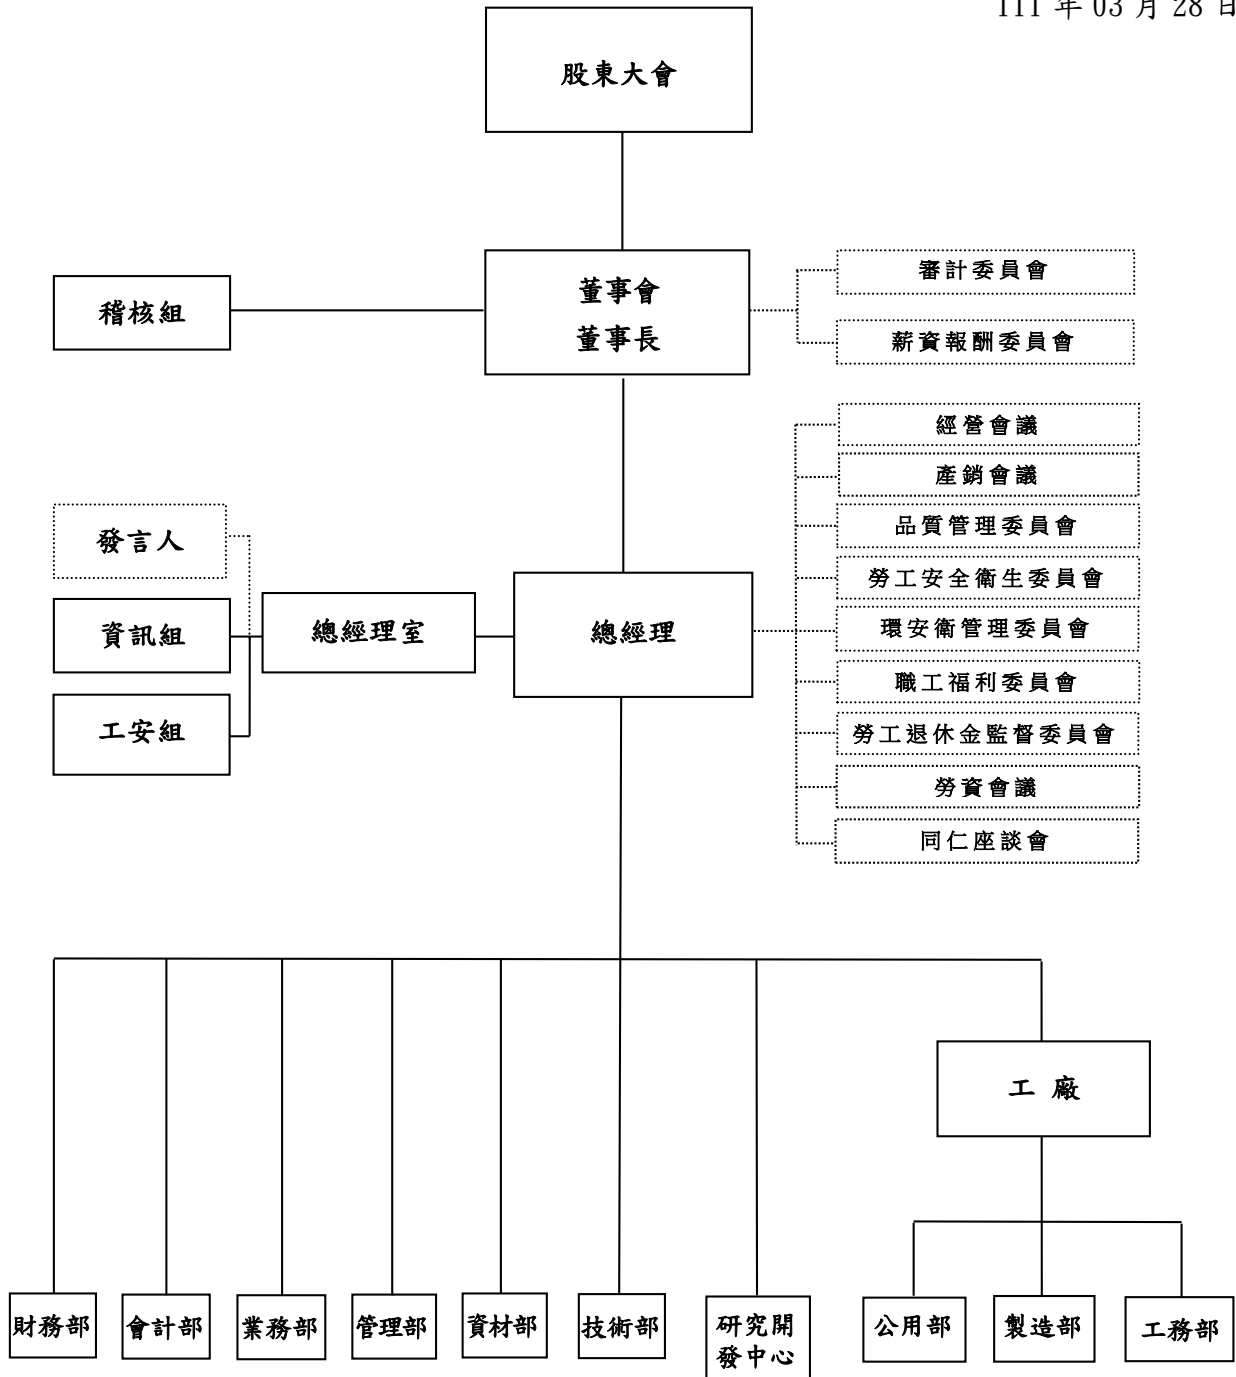 111 年 03 月 28 日
股東大會
董事會
董事長
稽核組
審計委員會
薪資報酬委員會
經營會議
產銷會議
品質管理委員會
勞工安全衛生委員會
環安衛管理委員會
職工福利委員會
勞工退休金監督委員會
勞資會議
同仁座談會
發言人
資訊組
工安組
總經理室
總經理
工 廠
財務部
會計部
業務部
管理部
資材部
技術部
研究開
發中心
公用部
製造部
工務部